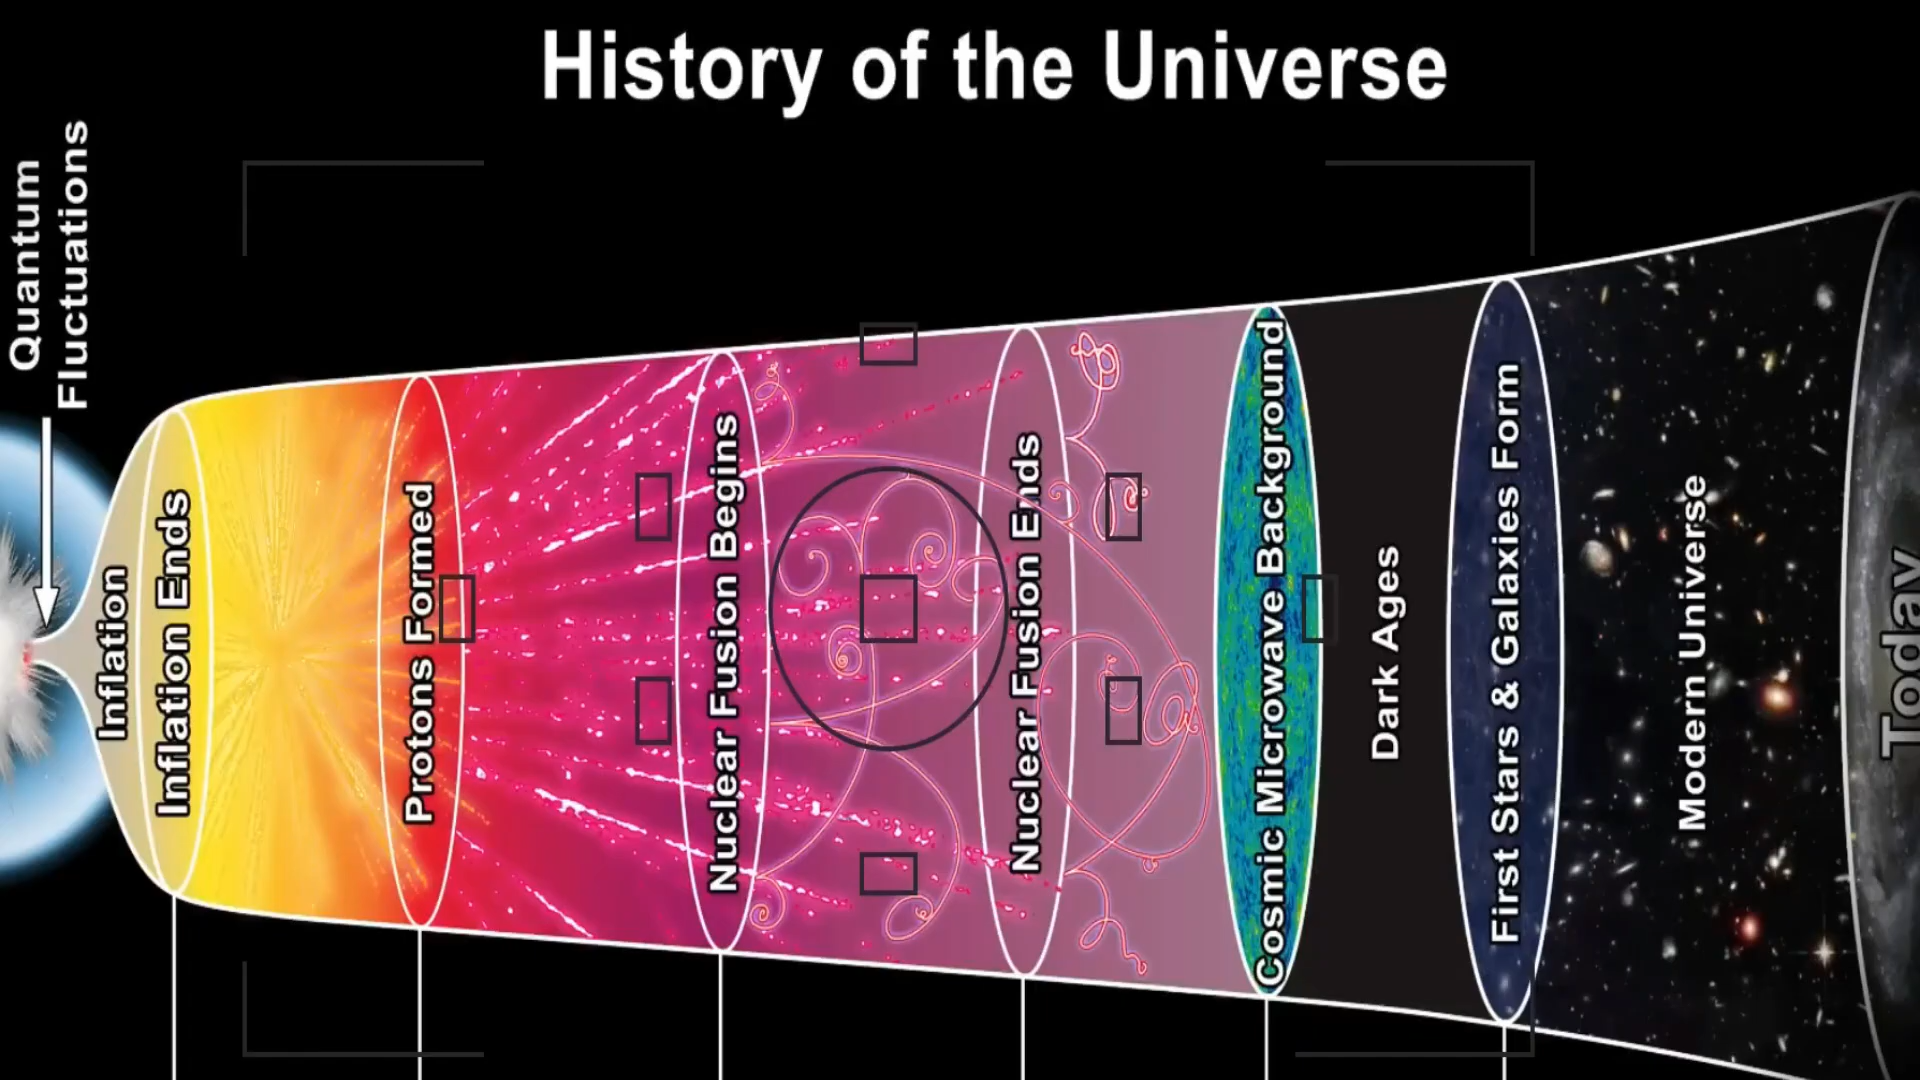 History of the Universe
Quantum
Fluctuations
Inflation
Inflation Ends
Protons Formed
Nuclear Fusion Begins
Nuclear Fusion Ends
Cosmic Microwave Background
Dark Ages
First Stars & Galaxies Form
Modern Universe
Today